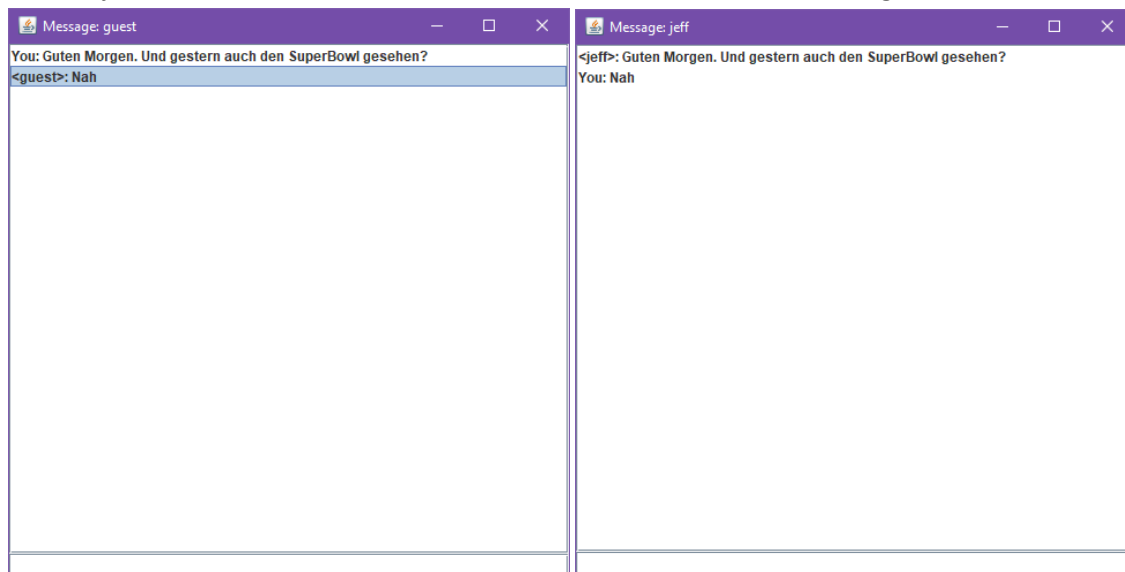 Message: guest
You: Guten Morgen. Und gestern auch den SuperBowl gesehen?
<guest>: Nah
Message: jeff
<jeff>: Guten Morgen. Und gestern auch den SuperBowl gesehen?
You: Nah